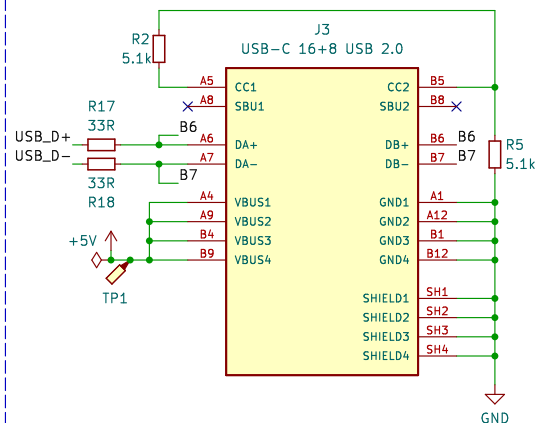 J3
USB-C 16+8 USB 2.0
R2
5.1k
A5
CC1
CC2
B5
A8
SBU1
SBU2
B8
R17
33R
USB_D+
USB_D-
33R
R18
B6
B7
A6
DA+
DB+
B6
B6
A7
DA-
DB-
B7
B7
R5
5.1k
A4
VBUS1
GND1
A1
A9
VBUS2
GND2
A12
B4
VBUS3
GND3
B1
B9
VBUS4
GND4
B12
+5V
TP1
SHIELD1
SH1
SHIELD2
SH2
SHIELD3
SH3
SHIELD4
SH4
GND